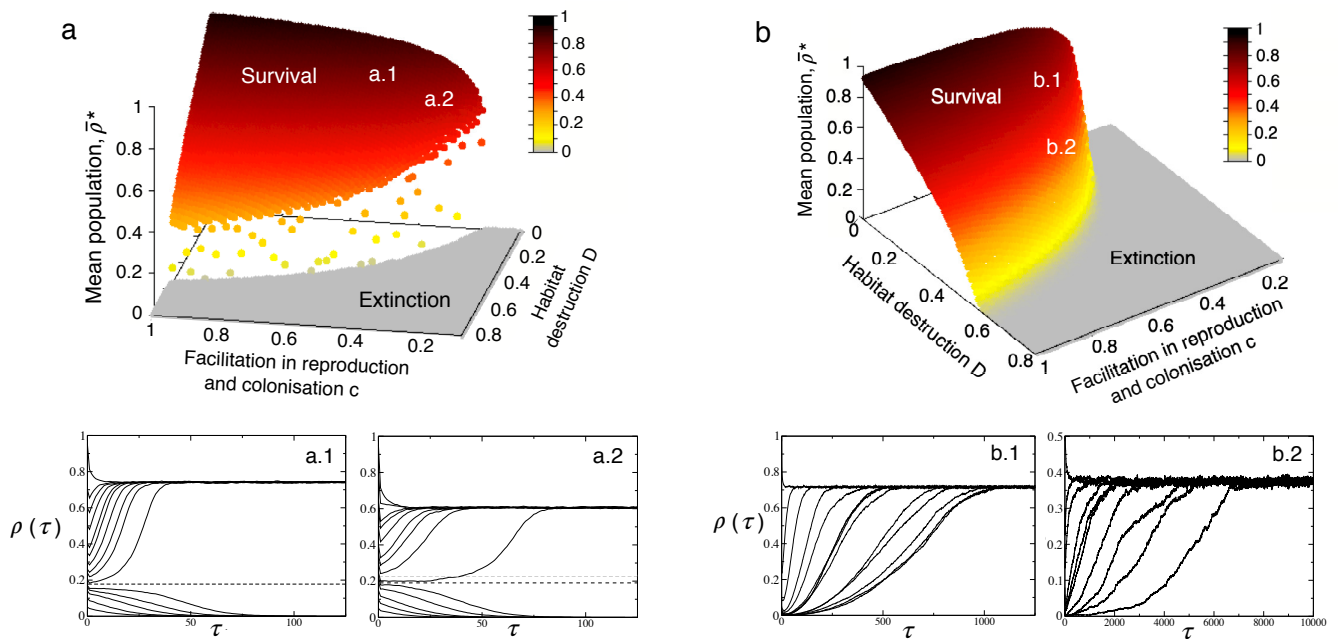 a
Mean population, ρ̄*
1
0.8
0.6
0.4
0.2
0
Survival
a.1
a.2
Extinction
1
0.8
0.6
0.4
0.2
Facilitation in reproduction
and colonisation c
0
0.2
0.4
0.6
0.8
Habitat
destruction D
1
0.8
0.6
0.4
0.2
0
b
Mean population, ρ̄*
1
0.8
0.6
0.4
0.2
0
Survival
b.1
b.2
Extinction
0
0.2
0.4
0.6
0.8
Habitat destruction D
1
0.8
0.6
0.4
0.2
Facilitation in reproduction
and colonisation c
1
0.8
0.6
0.4
0.2
0
ρ (τ)
1
0.8
0.6
0.4
0.2
0
a.1
0 50 100
τ
1
0.8
0.6
0.4
0.2
0
a.2
0 50 100
τ
ρ (τ)
1
0.8
0.6
0.4
0.2
0
b.1
0 500 1000
τ
0.5
0.4
0.3
0.2
0.1
0
b.2
0 2000 4000 6000 8000 10000
τ